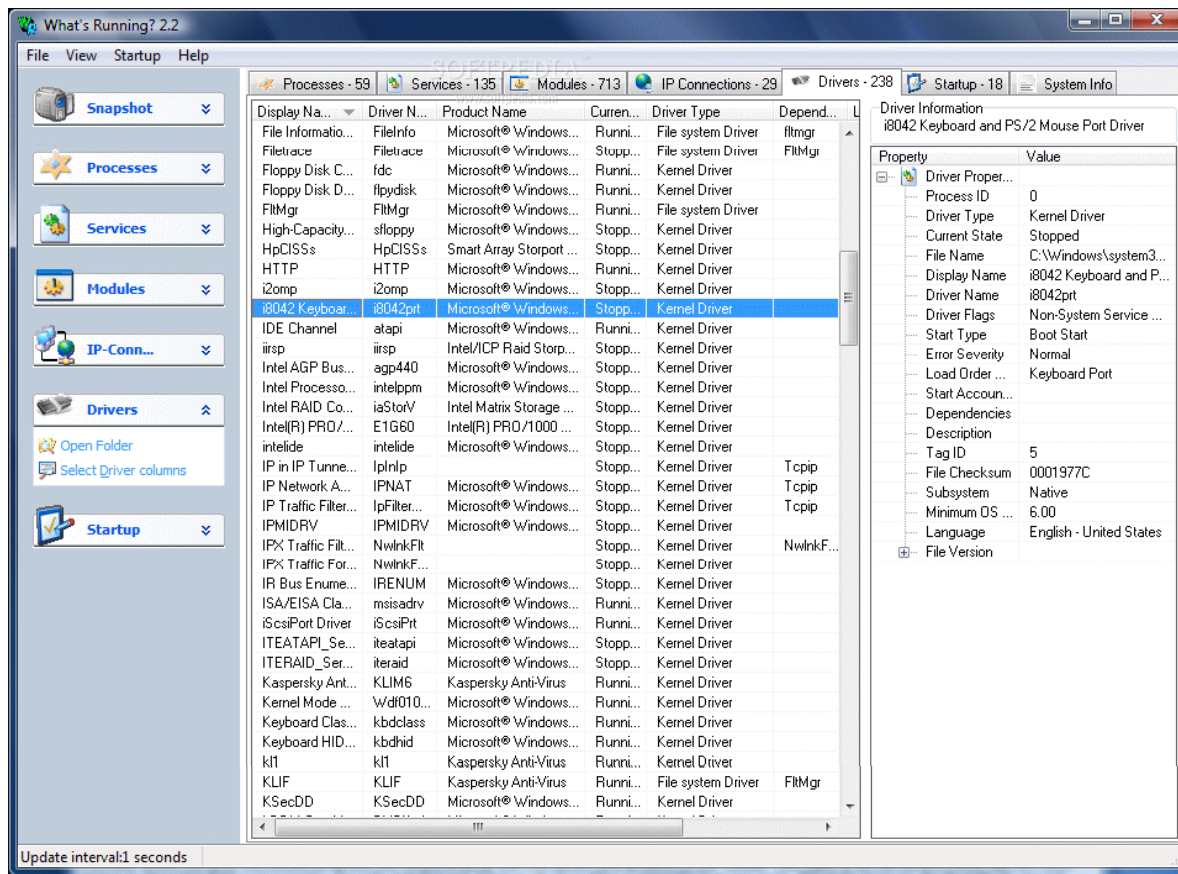 What's Running? 2.2
File View Startup Help
Snapshot
Processes
Services
Modules
IP-Conn...
Drivers
Open Folder
Select Driver columns
Startup
Processes - 59 Services - 135 Modules - 713 IP Connections - 29 Drivers - 238 Startup - 18 System Info
SOFTPEDIA
www.softpedia.com
Display Na... Driver N... Product Name Curren... Driver Type Depend... L
File Informatio... FileInfo Microsoft® Windows... Runni... File system Driver fltmgr
Filetrace Filetrace Microsoft® Windows... Stopp... File system Driver FltMgr
Floppy Disk C... fdc Microsoft® Windows... Runni... Kernel Driver
Floppy Disk D... flpydisk Microsoft® Windows... Runni... Kernel Driver
FltMgr FltMgr Microsoft® Windows... Runni... File system Driver
High-Capacity... sfloppy Microsoft® Windows... Stopp... Kernel Driver
HpCISSs HpCISSs Smart Array Storport ... Stopp... Kernel Driver
HTTP HTTP Microsoft® Windows... Runni... Kernel Driver
i2omp i2omp Microsoft® Windows... Stopp... Kernel Driver
i8042 Keyboar... i8042prt Microsoft® Windows... Stopp... Kernel Driver
IDE Channel atapi Microsoft® Windows... Runni... Kernel Driver
iirsp iirsp Intel/ICP Raid Storp... Stopp... Kernel Driver
Intel AGP Bus... agp440 Microsoft® Windows... Stopp... Kernel Driver
Intel Processo... intelppm Microsoft® Windows... Stopp... Kernel Driver
Intel RAID Co... iaStorV Intel Matrix Storage ... Stopp... Kernel Driver
Intel(R) PRO/... E1G60 Intel(R) PRO/1000 ... Stopp... Kernel Driver
intelide intelide Microsoft® Windows... Stopp... Kernel Driver
IP in IP Tunne... IpInIp Stopp... Kernel Driver Tcpip
IP Network A... IPNAT Microsoft® Windows... Stopp... Kernel Driver Tcpip
IP Traffic Filter... IpFilter... Microsoft® Windows... Stopp... Kernel Driver Tcpip
IPMIDRV IPMIDRV Microsoft® Windows... Stopp... Kernel Driver
IPX Traffic Filt... NwlnkFlt Stopp... Kernel Driver NwlnkF...
IPX Traffic For... NwlnkF... Stopp... Kernel Driver
IR Bus Enume... IRENUM Microsoft® Windows... Stopp... Kernel Driver
ISA/EISA Cla... msisadrv Microsoft® Windows... Runni... Kernel Driver
iScsiPort Driver iScsiPrt Microsoft® Windows... Runni... Kernel Driver
ITEATAPI_Se... iteatapi Microsoft® Windows... Stopp... Kernel Driver
ITERAID_Ser... iteraid Microsoft® Windows... Stopp... Kernel Driver
Kaspersky Ant... KLIM6 Kaspersky Anti-Virus Runni... Kernel Driver
Kernel Mode ... Wdf010... Microsoft® Windows... Runni... Kernel Driver
Keyboard Clas... kbdclass Microsoft® Windows... Runni... Kernel Driver
Keyboard HID... kbdhid Microsoft® Windows... Runni... Kernel Driver
kl1 kl1 Kaspersky Anti-Virus Runni... Kernel Driver
KLIF KLIF Kaspersky Anti-Virus Runni... File system Driver FltMgr
KSecDD KSecDD Microsoft® Windows... Runni... Kernel Driver
Driver Information
i8042 Keyboard and PS/2 Mouse Port Driver
Property Value
Driver Proper...
Process ID 0
Driver Type Kernel Driver
Current State Stopped
File Name C:\Windows\system3...
Display Name i8042 Keyboard and P...
Driver Name i8042prt
Driver Flags Non-System Service ...
Start Type Boot Start
Error Severity Normal
Load Order ... Keyboard Port
Start Accoun...
Dependencies
Description
Tag ID 5
File Checksum 0001977C
Subsystem Native
Minimum OS ... 6.00
Language English - United States
File Version
Update interval:1 seconds